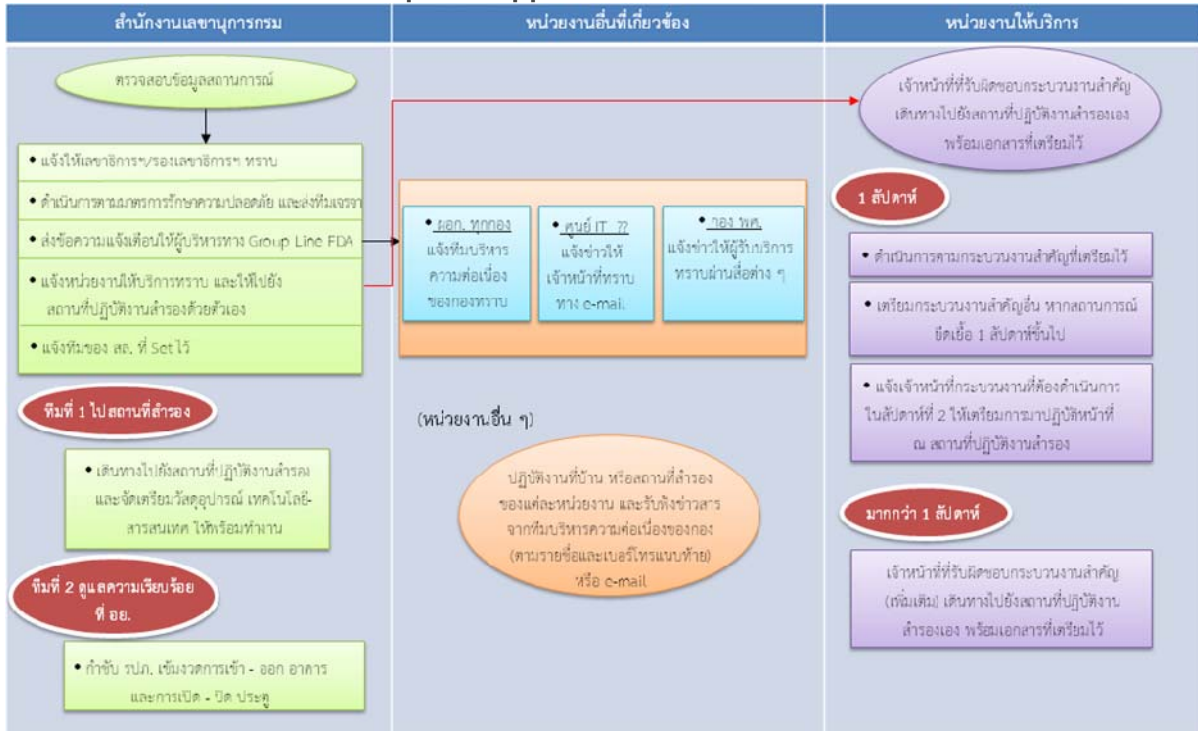 สำนักงานเลขานุการกรม
หน่วยงานอื่นที่เกี่ยวข้อง
หน่วยงานให้บริการ
ตรวจสอบข้อมูลสถานการณ์
• แจ้งให้เลขาธิการฯ/รองเลขาธิการฯ ทราบ
• ดำเนินการตามมาตรการรักษาความปลอดภัย และส่งทีมเจรจา
• ส่งข้อความแจ้งเตือนให้ผู้บริหารทาง Group Line FDA
• แจ้งหน่วยงานให้บริการทราบ และให้ไปยัง
สถานที่ปฏิบัติงานสำรองด้วยตัวเอง
• แจ้งทีมของ สล. ที่ Set ไว้
ทีมที่ 1 ไปสถานที่สำรอง
• เดินทางไปยังสถานที่ปฏิบัติงานสำรอง
และจัดเตรียมวัสดุอุปกรณ์ เทคโนโลยี-
สารสนเทศ ให้พร้อมทำงาน
ทีมที่ 2 ดูแลความเรียบร้อย
ที่ อย.
• กำชับ รปภ. เข้มงวดการเข้า - ออก อาคาร
และการเปิด - ปิด ประตู
• ผอก. ทุกกอง
แจ้งทีมบริหาร
ความต่อเนื่อง
ของกองทราบ
• ศูนย์ IT ??
แจ้งข่าวให้
เจ้าหน้าที่ทราบ
ทาง e-mail.
• กอง พศ.
แจ้งข่าวให้ผู้รับบริการ
ทราบผ่านสื่อต่าง ๆ
(หน่วยงานอื่น ๆ)
ปฏิบัติงานที่บ้าน หรือสถานที่สำรอง
ของแต่ละหน่วยงาน และรับฟังข่าวสาร
จากทีมบริหารความต่อเนื่องของกอง
(ตามรายชื่อและเบอร์โทรแนบท้าย)
หรือ e-mail
เจ้าหน้าที่ที่รับผิดชอบกระบวนงานสำคัญ
เดินทางไปยังสถานที่ปฏิบัติงานสำรองเอง
พร้อมเอกสารที่เตรียมไว้
1 สัปดาห์
• ดำเนินการตามกระบวนงานสำคัญที่เตรียมไว้
• เตรียมกระบวนงานสำคัญอื่น หากสถานการณ์
ยืดเยื้อ 1 สัปดาห์ขึ้นไป
• แจ้งเจ้าหน้าที่กระบวนงานที่ต้องดำเนินการ
ในสัปดาห์ที่ 2 ให้เตรียมการมาปฏิบัติหน้าที่
ณ สถานที่ปฏิบัติงานสำรอง
มากกว่า 1 สัปดาห์
เจ้าหน้าที่ที่รับผิดชอบกระบวนงานสำคัญ
(เพิ่มเติม) เดินทางไปยังสถานที่ปฏิบัติงาน
สำรองเอง พร้อมเอกสารที่เตรียมไว้